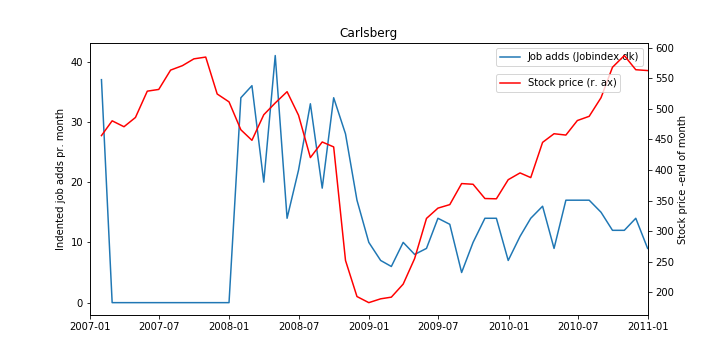 Carlsberg
Job adds (Jobindex.dk)
Stock price (r. ax)
Indented job adds pr. month
40
30
20
10
0
Stock price -end of month
600
550
500
450
400
350
300
250
200
2007-01 2007-07 2008-01 2008-07 2009-01 2009-07 2010-01 2010-07 2011-01